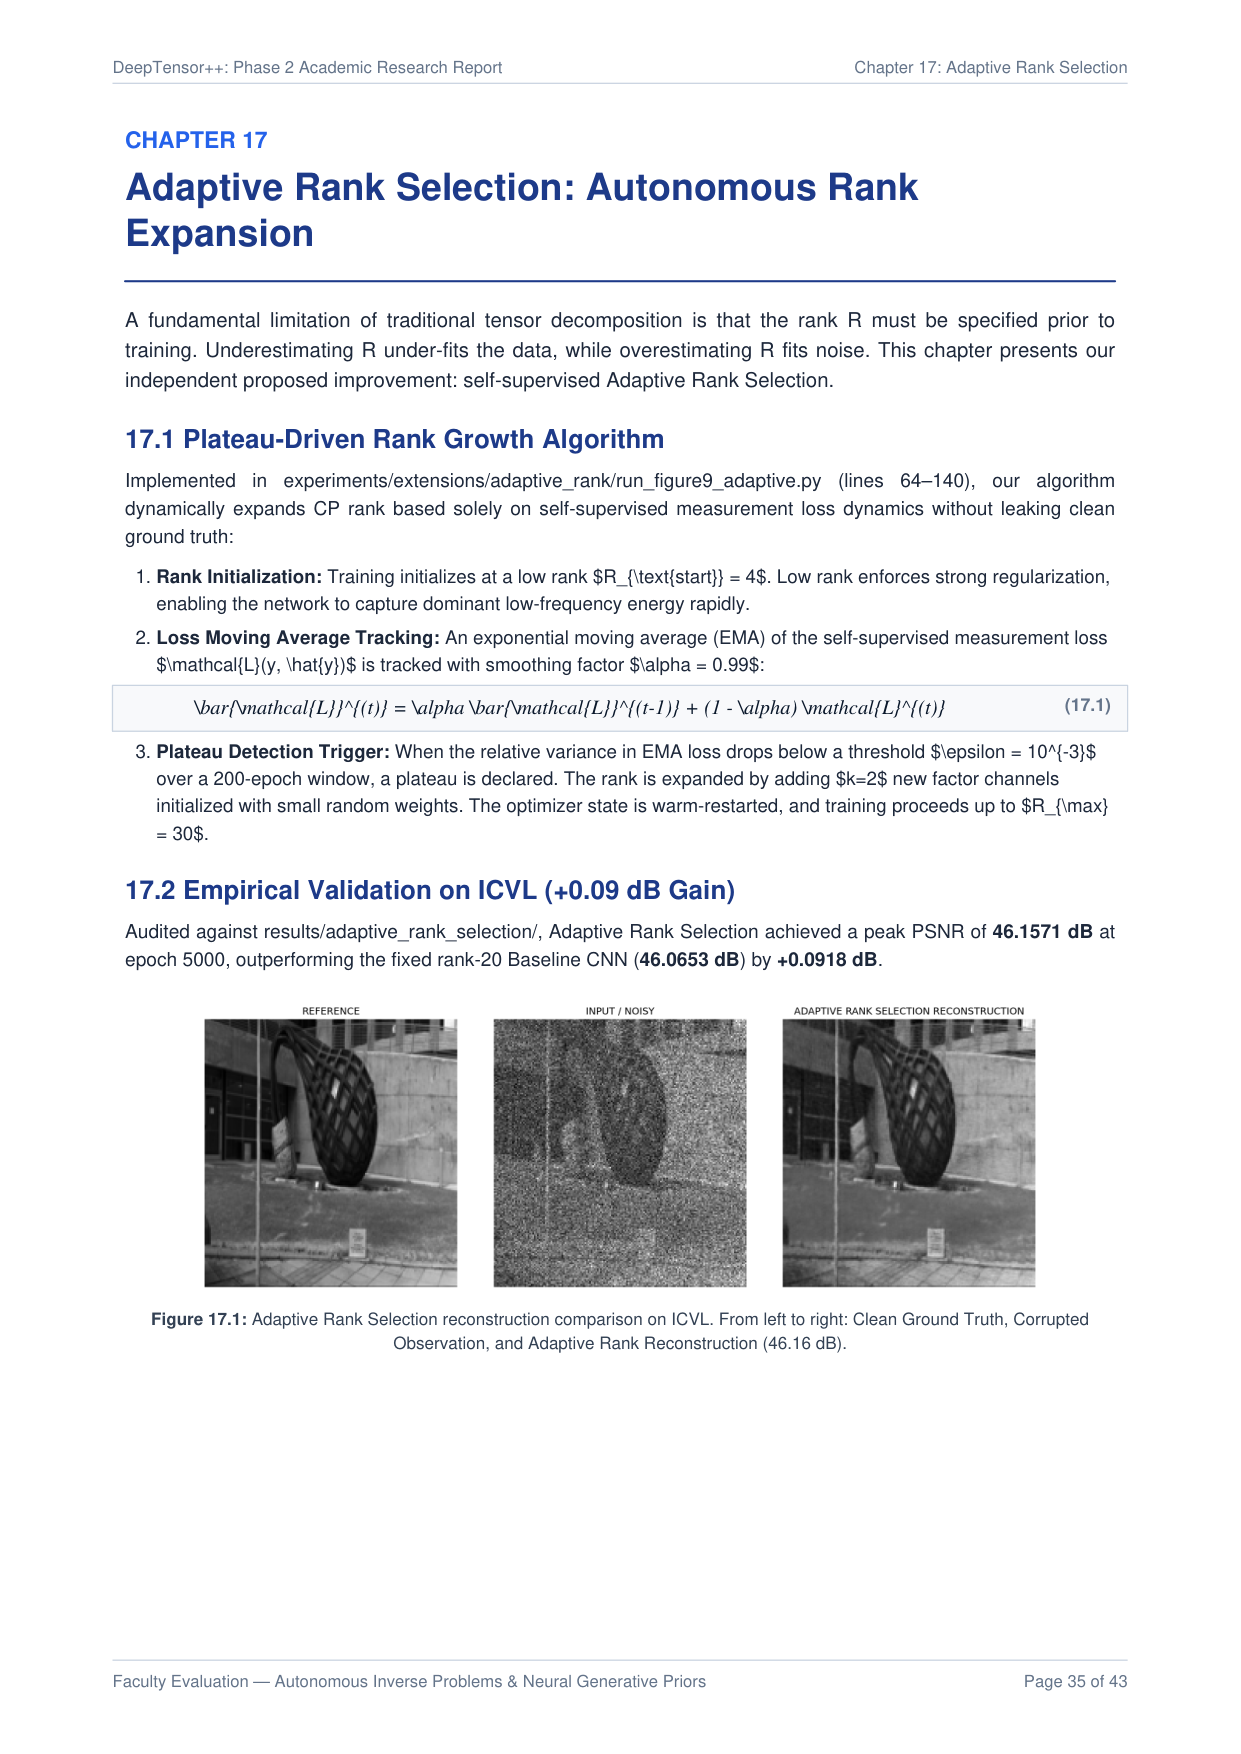 DeepTensor++: Phase 2 Academic Research Report
Chapter 17: Adaptive Rank Selection
CHAPTER 17
Adaptive Rank Selection: Autonomous Rank
Expansion
A fundamental limitation of traditional tensor decomposition is that the rank R must be specified prior to
training. Underestimating R under-fits the data, while overestimating R fits noise. This chapter presents our
independent proposed improvement: self-supervised Adaptive Rank Selection.
17.1 Plateau-Driven Rank Growth Algorithm
Implemented in experiments/extensions/adaptive_rank/run_figure9_adaptive.py (lines 64–140), our algorithm
dynamically expands CP rank based solely on self-supervised measurement loss dynamics without leaking clean
ground truth:
1. Rank Initialization: Training initializes at a low rank $R_{\text{start}} = 4$. Low rank enforces strong regularization,
enabling the network to capture dominant low-frequency energy rapidly.
2. Loss Moving Average Tracking: An exponential moving average (EMA) of the self-supervised measurement loss
$\mathcal{L}(y, \hat{y})$ is tracked with smoothing factor $\alpha = 0.99$:
\bar{\mathcal{L}}^{(t)} = \alpha \bar{\mathcal{L}}^{(t-1)} + (1 - \alpha) \mathcal{L}^{(t)} (17.1)
3. Plateau Detection Trigger: When the relative variance in EMA loss drops below a threshold $\epsilon = 10^{-3}$
over a 200-epoch window, a plateau is declared. The rank is expanded by adding $k=2$ new factor channels
initialized with small random weights. The optimizer state is warm-restarted, and training proceeds up to $R_{\max}
= 30$.
17.2 Empirical Validation on ICVL (+0.09 dB Gain)
Audited against results/adaptive_rank_selection/, Adaptive Rank Selection achieved a peak PSNR of 46.1571 dB at
epoch 5000, outperforming the fixed rank-20 Baseline CNN (46.0653 dB) by +0.0918 dB.
REFERENCE
INPUT / NOISY
ADAPTIVE RANK SELECTION RECONSTRUCTION
Figure 17.1: Adaptive Rank Selection reconstruction comparison on ICVL. From left to right: Clean Ground Truth, Corrupted
Observation, and Adaptive Rank Reconstruction (46.16 dB).
Faculty Evaluation — Autonomous Inverse Problems & Neural Generative Priors
Page 35 of 43